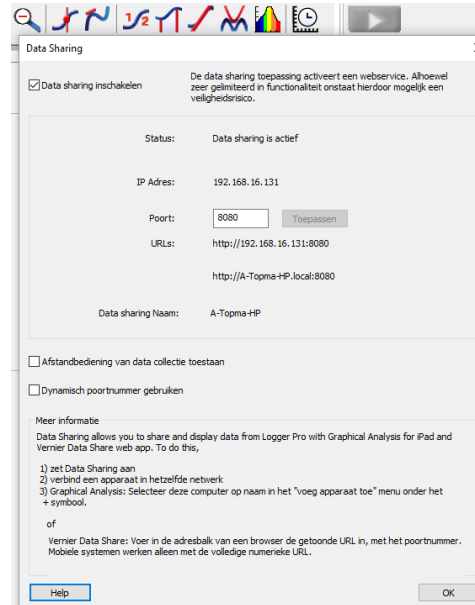 1/2
Data Sharing
Data sharing inschakelen
De data sharing toepassing activeert een webservice. Alhoewel
zeer gelimiteerd in functionaliteit onstaat hierdoor mogelijk een
veiligheidsrisico.
Status: Data sharing is actief
IP Adres: 192.168.16.131
Poort: 8080 Toepassen
URLs: http://192.168.16.131:8080
http://A-Topma-HP.local:8080
Data sharing Naam: A-Topma-HP
Afstandbediening van data collectie toestaan
Dynamisch poortnummer gebruiken
Meer informatie
Data Sharing allows you to share and display data from Logger Pro with Graphical Analysis for iPad and
Vernier Data Share web app. To do this,
1) zet Data Sharing aan
2) verbind een apparaat in hetzelfde netwerk
3) Graphical Analysis: Selecteer deze computer op naam in het "voeg apparaat toe" menu onder het
+ symbool.
of
Vernier Data Share: Voer in de adresbalk van een browser de getoonde URL in, met het poortnummer.
Mobiele systemen werken alleen met de volledige numerieke URL.
Help OK